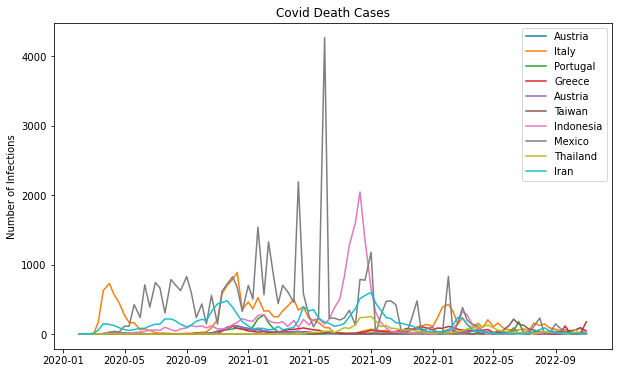 Covid Death Cases
Number of Infections
4000
3000
2000
1000
0
2020-01
2020-05
2020-09
2021-01
2021-05
2021-09
2022-01
2022-05
2022-09
Austria
Italy
Portugal
Greece
Austria
Taiwan
Indonesia
Mexico
Thailand
Iran